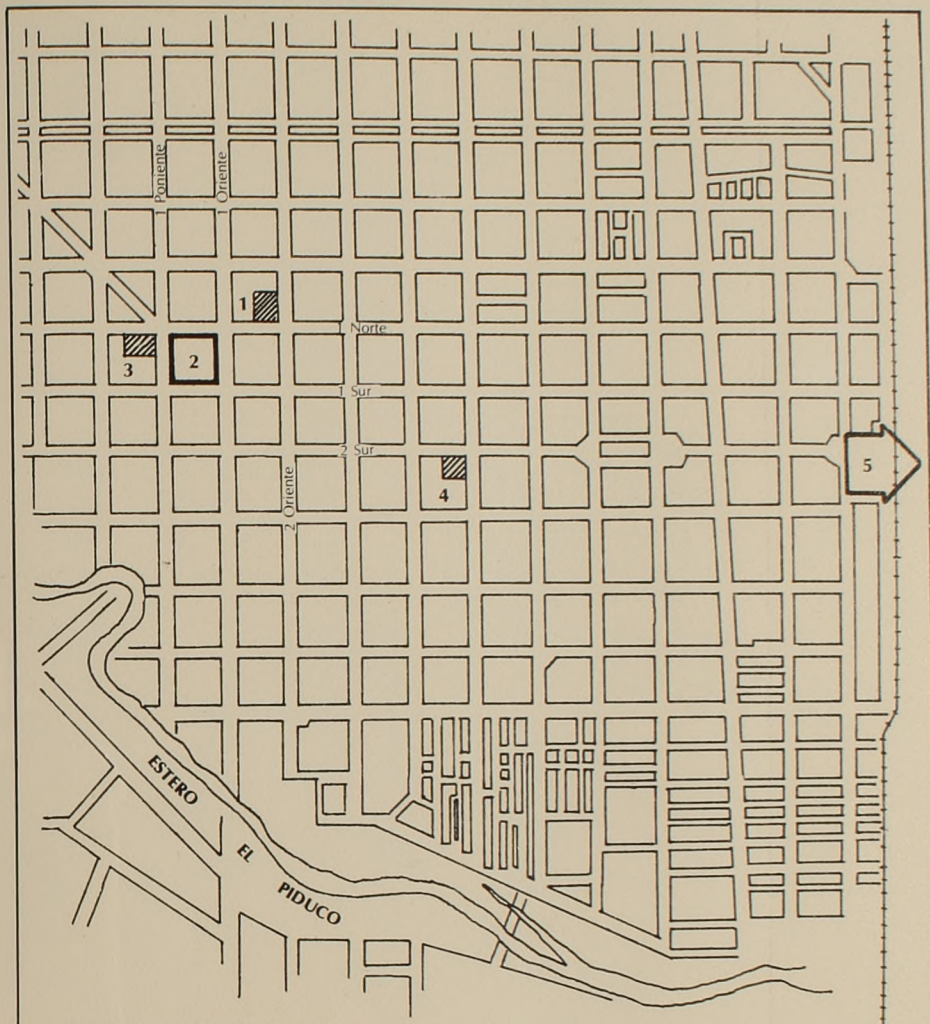 1 Poniente
1 Oriente
1
1 Norte
3
2
1 Sur
2 Sur
4
5
2 Oriente
ESTERO
EL
PIDUCO